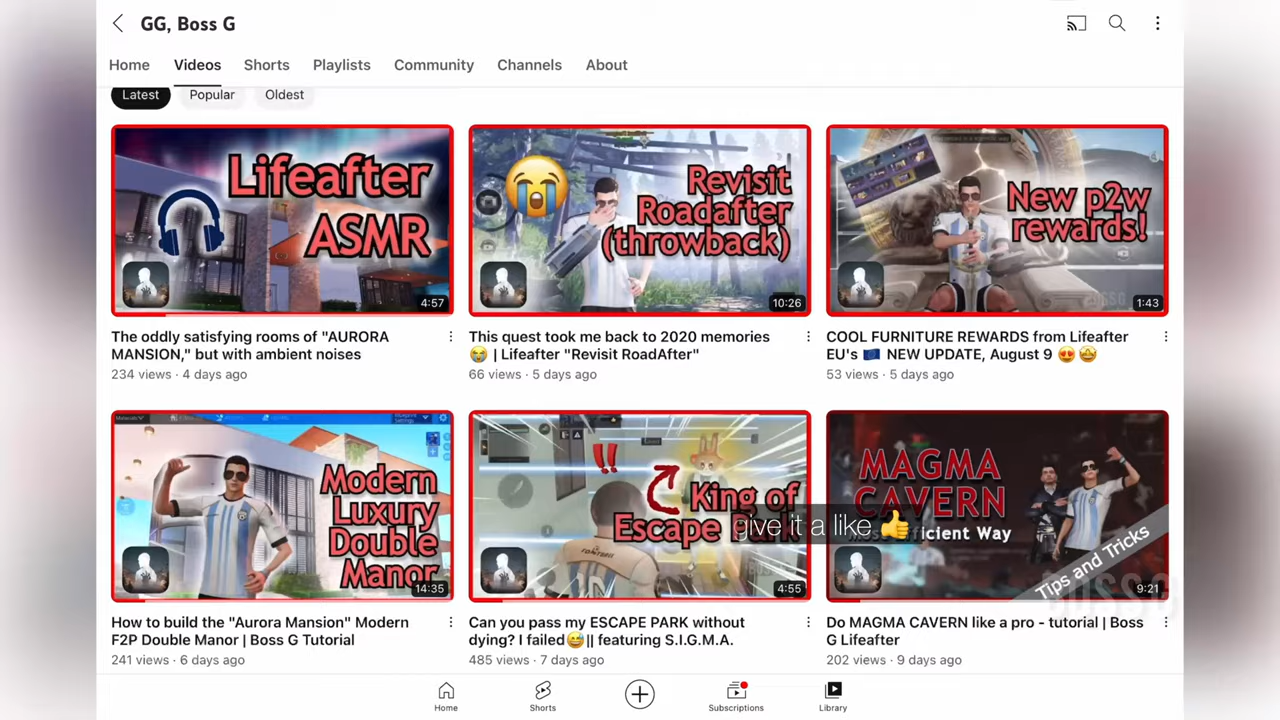 GG, Boss G
Home Videos Shorts Playlists Community Channels About
Latest Popular Oldest
Lifeafter
ASMR
4:57
Revisit
Roadafter
(throwback)
10:26
New p2w
rewards!
1:43
The oddly satisfying rooms of "AURORA
MANSION," but with ambient noises
234 views · 4 days ago
This quest took me back to 2020 memories
😭 | Lifeafter "Revisit RoadAfter"
66 views · 5 days ago
COOL FURNITURE REWARDS from Lifeafter
EU's 🇪🇺 NEW UPDATE, August 9 😍🤩
53 views · 5 days ago
Modern
Luxury
Double
Manor
14:35
!!
King of
Escape Park
4:55
MAGMA
CAVERN
Efficient Way
Tips and Tricks
9:21
give it a like 👍
BOSS G
How to build the "Aurora Mansion" Modern
F2P Double Manor | Boss G Tutorial
241 views · 6 days ago
Can you pass my ESCAPE PARK without
dying? I failed😅|| featuring S.I.G.M.A.
485 views · 7 days ago
Do MAGMA CAVERN like a pro - tutorial | Boss
G Lifeafter
202 views · 9 days ago
Home Shorts Subscriptions Library